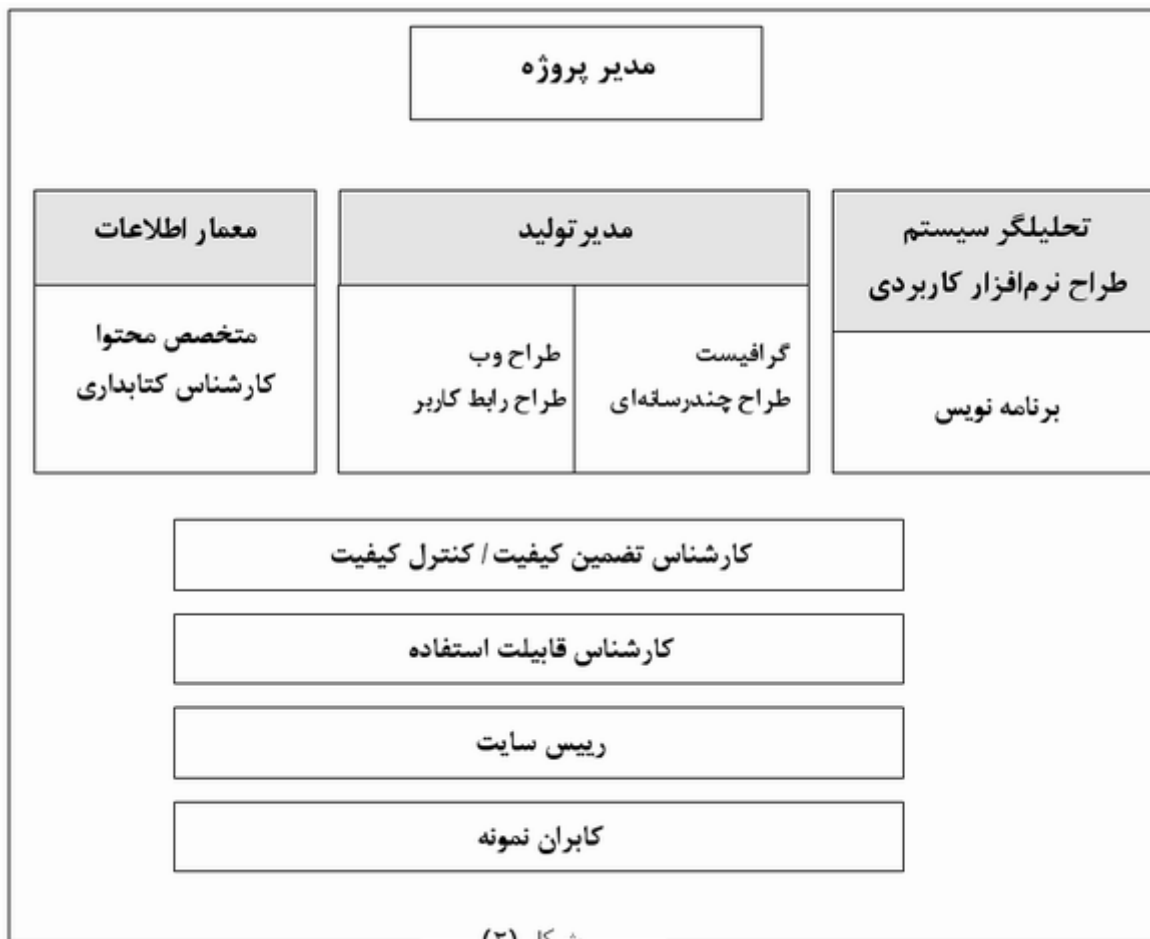 مدیر پروژه
تحلیلگر سیستم
طراح نرم‌افزار کاربردی
برنامه نویس
مدیر تولید
گرافیست
طراح چندرسانه‌ای
طراح وب
طراح رابط کاربر
معمار اطلاعات
متخصص محتوا
کارشناس کتابداری
کارشناس تضمین کیفیت / کنترل کیفیت
کارشناس قابیلت استفاده
رییس سایت
کابران نمونه
(۲)